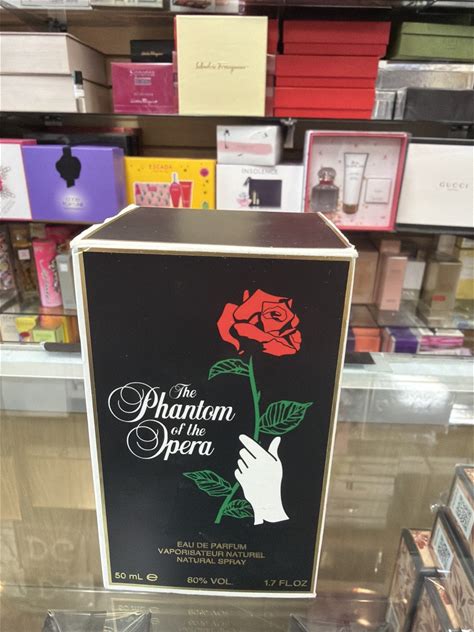 Salvatore Ferragamo
ESCADA
INSOLENCE
GUCCI
The
Phantom
of the
Opera
EAU DE PARFUM
VAPORISATEUR NATUREL
NATURAL SPRAY
50 mL e 80% VOL. 1.7 FL.OZ